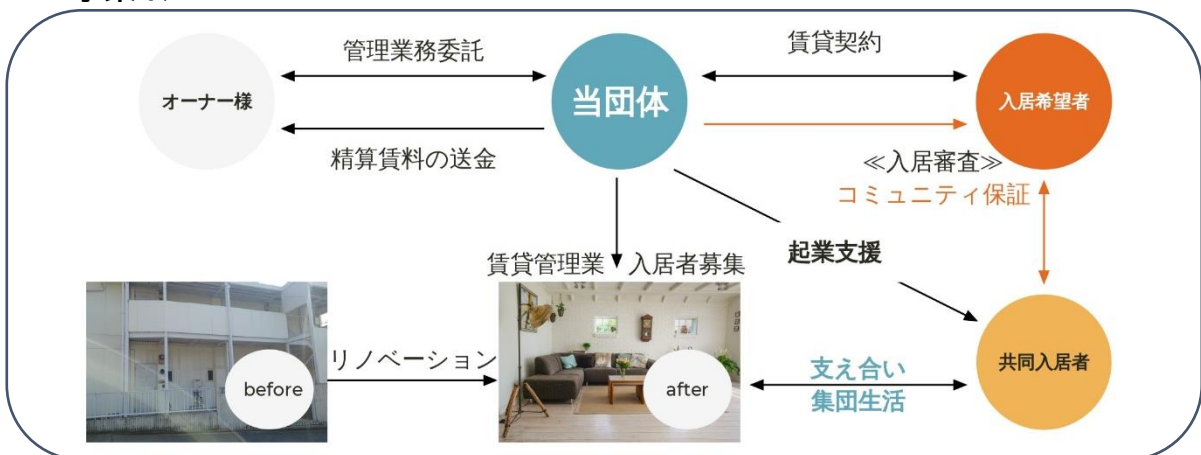 管理業務委託
賃貸契約
オーナー様
当団体
入居希望者
精算賃料の送金
≪入居審査≫
コミュニティ保証
起業支援
賃貸管理業
入居者募集
リノベーション
before
after
支え合い
集団生活
共同入居者